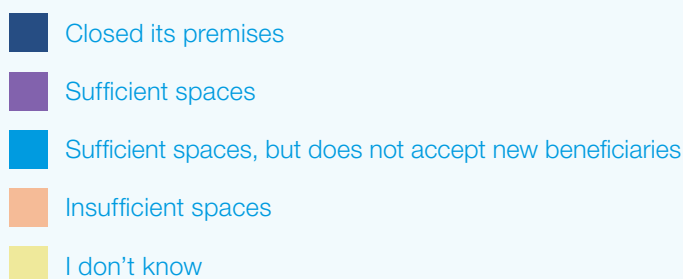 Closed its premises
Sufficient spaces
Sufficient spaces, but does not accept new beneficiaries
Insufficient spaces
I don’t know